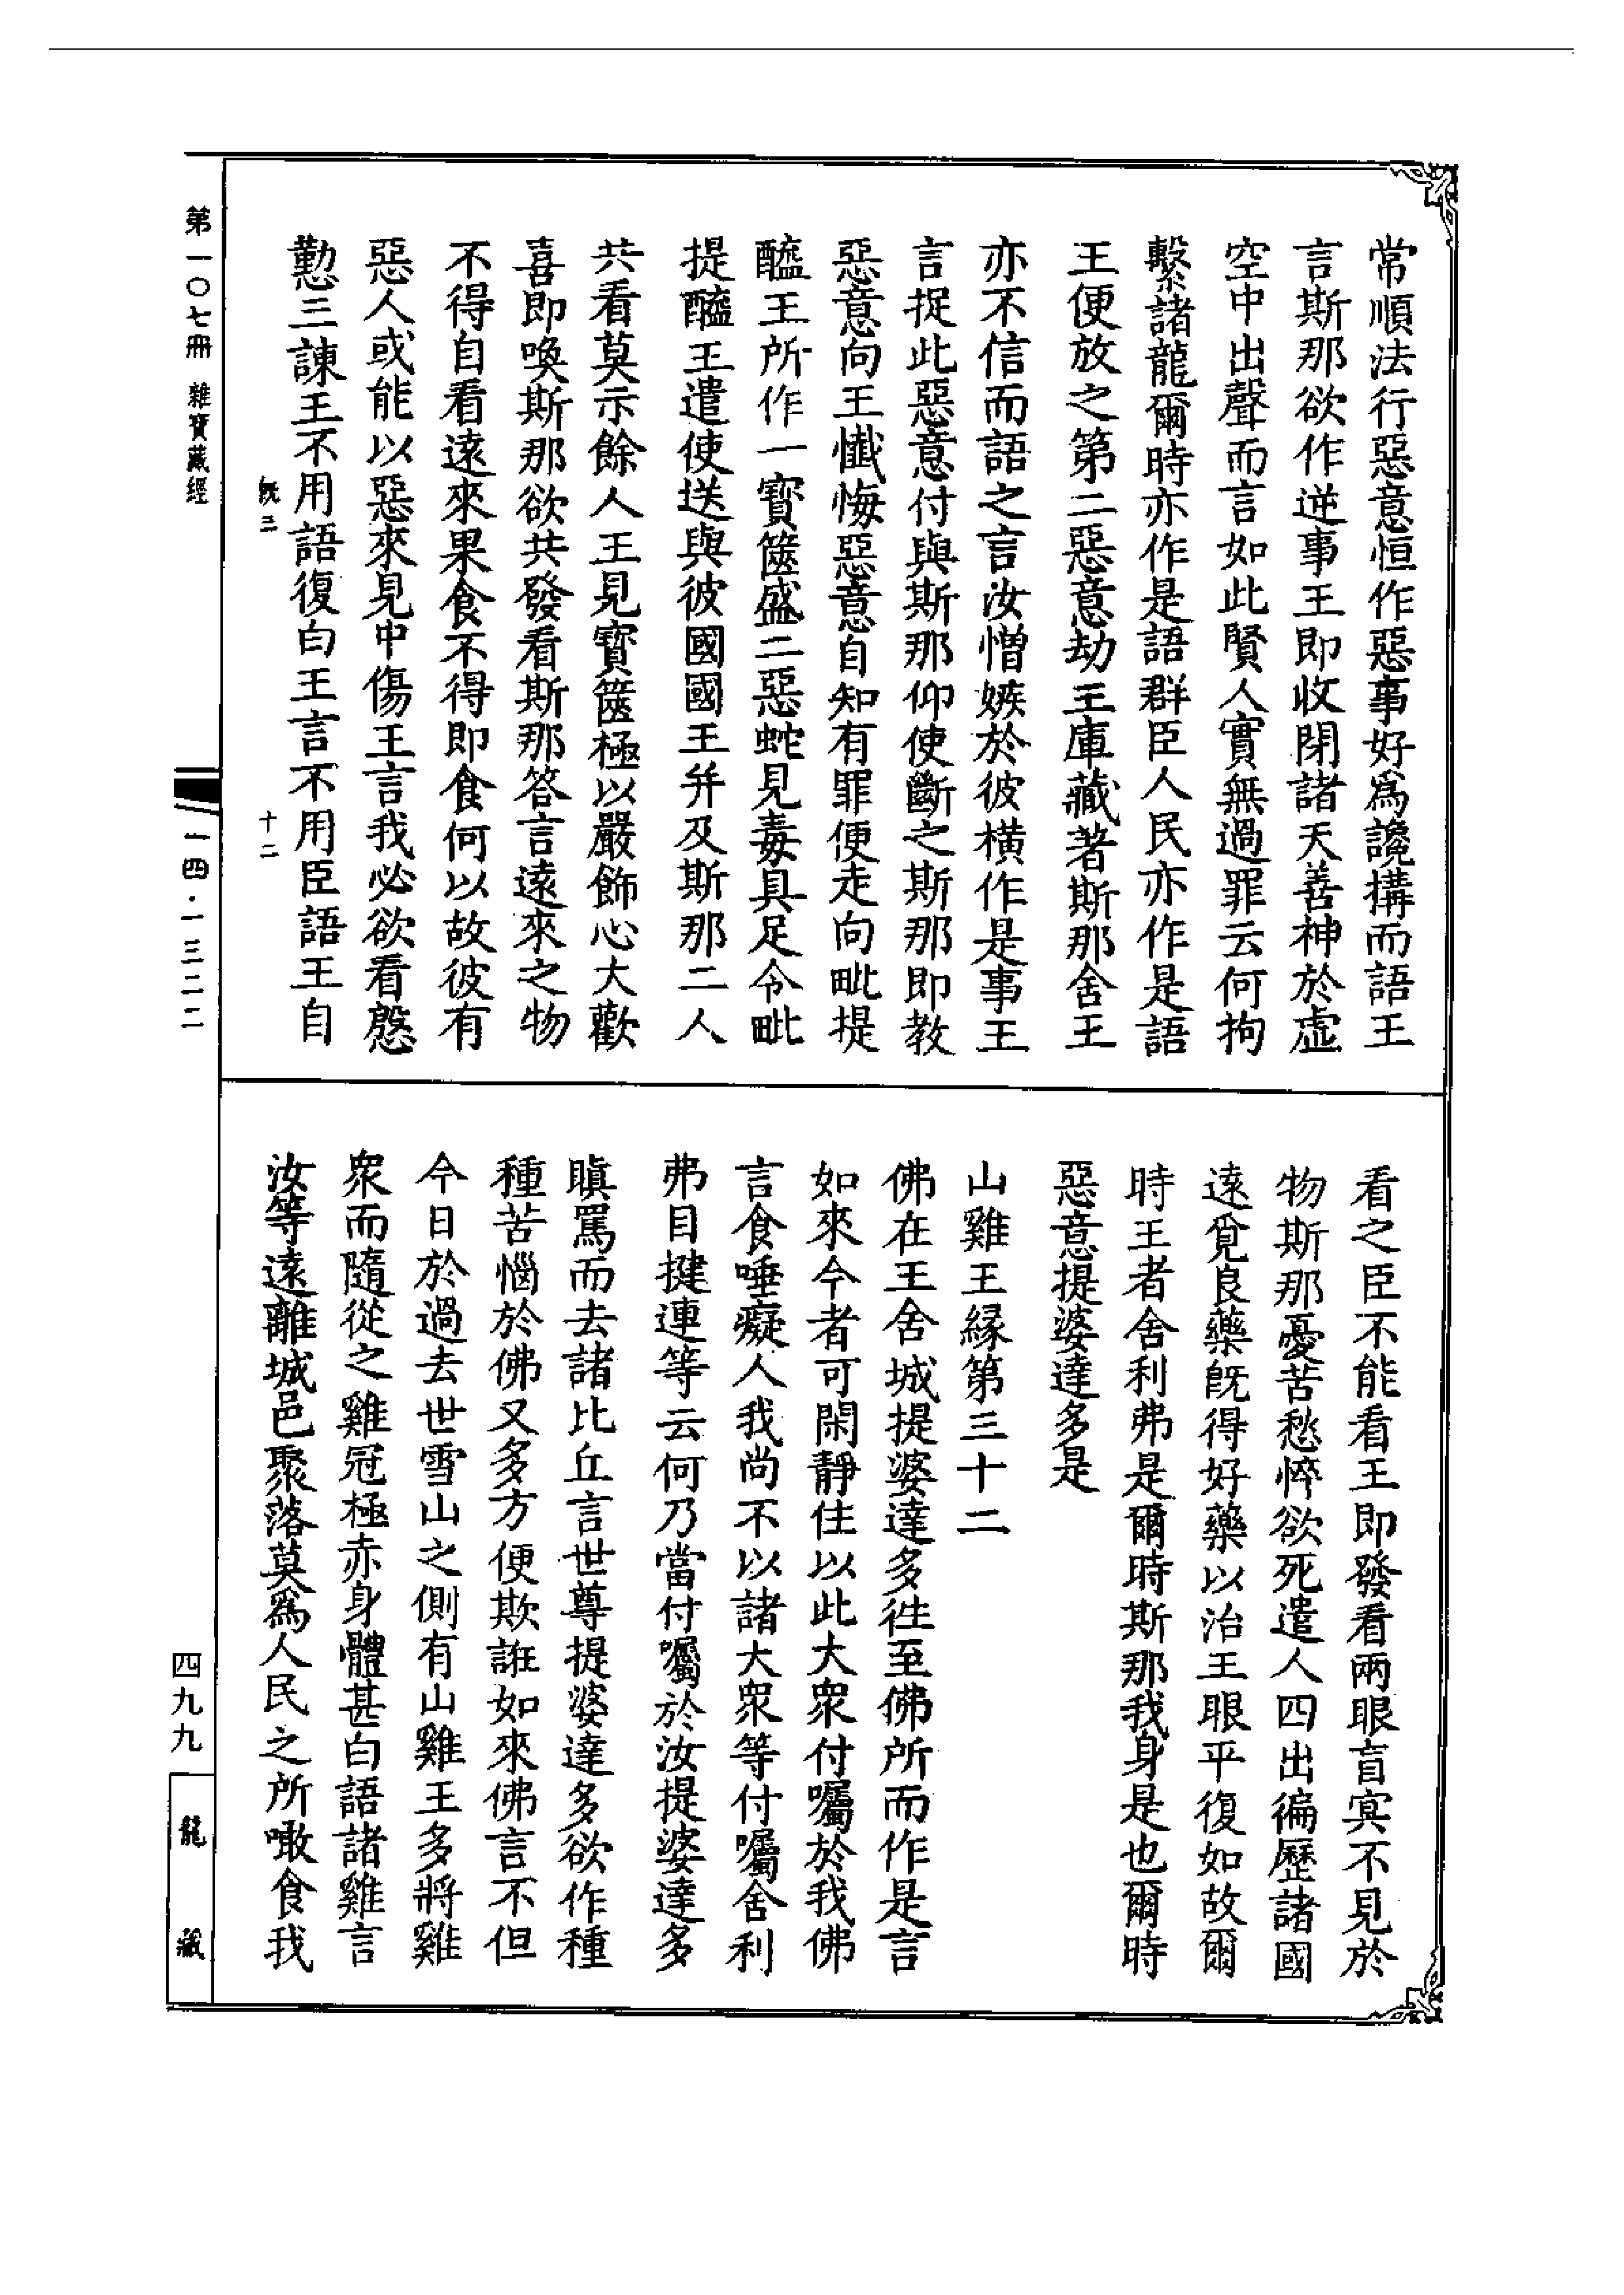 常順法行惡意恒作惡事好為讒搆而語王
言斯那欲作逆事王即收閉諸天善神於虛
空中出聲而言如此賢人實無過罪云何拘
繫諸龍爾時亦作是語群臣人民亦作是語
王便放之第二惡意劫王庫藏著斯那舍王
亦不信而語之言汝憎嫉於彼橫作是事王
言捉此惡意付與斯那仰使斷之斯那即教
惡意向王懺悔惡意自知有罪便走向毗提
醯王所作一寶篋盛二惡蛇見毒具足令毗
提醯王遣使送與彼國國王并及斯那二人
共看莫示餘人王見寶篋極以嚴飾心大歡
喜即喚斯那欲共發看斯那答言遠來之物
不得自看遠來果食不得即食何以故彼有
惡人或能以惡來見中傷王言我必欲看慇
懃三諫王不用語復白王言不用臣語王自
看之臣不能看王即發看兩眼盲冥不見於
物斯那憂苦愁悴欲死遣人四出徧歷諸國
遠覓良藥旣得好藥以治王眼平復如故爾
時王者舍利弗是爾時斯那我身是也爾時
惡意提婆達多是
山雞王緣第三十二
佛在王舍城提婆達多往至佛所而作是言
如來今者可閑靜住以此大衆付囑於我佛
言食唾癡人我尚不以諸大衆等付囑舍利
弗目揵連等云何乃當付囑於汝提婆達多
瞋罵而去諸比丘言世尊提婆達多欲作種
種苦惱於佛又多方便欺誑如來佛言不但
今日於過去世雪山之側有山雞王多將雞
衆而隨從之雞冠極赤身體甚白語諸雞言
汝等遠離城邑聚落莫爲人民之所噉食我
旣三
十二
第一〇七冊 雜寶藏經
一四·一三二二
四九九
龍藏